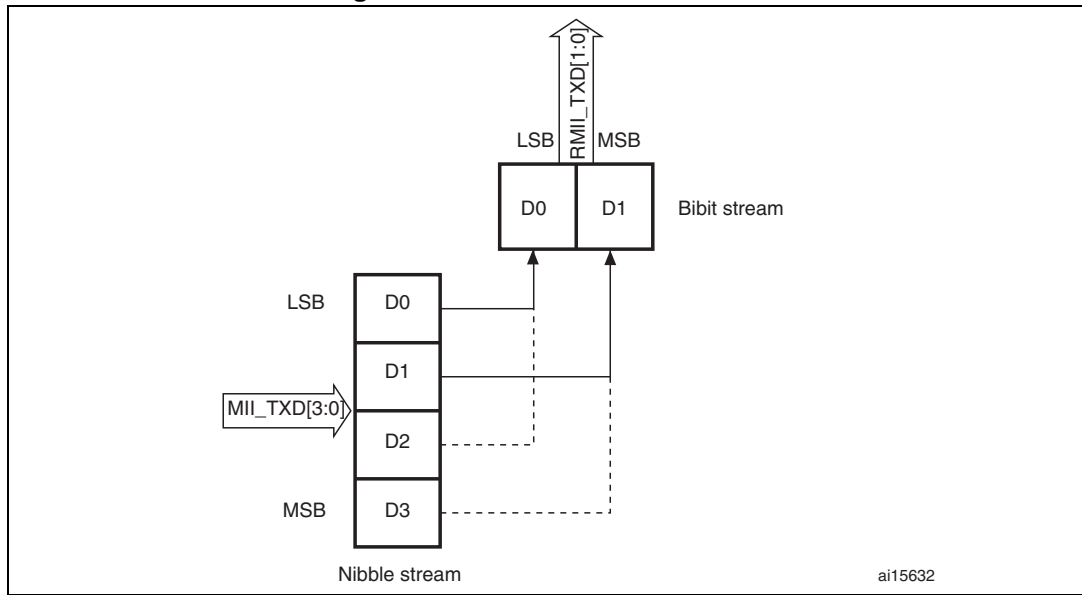 RMII_TXD[1:0]
LSB MSB
D0 D1 Bibit stream
LSB D0
D1
MII_TXD[3:0]
D2
MSB D3
Nibble stream
ai15632